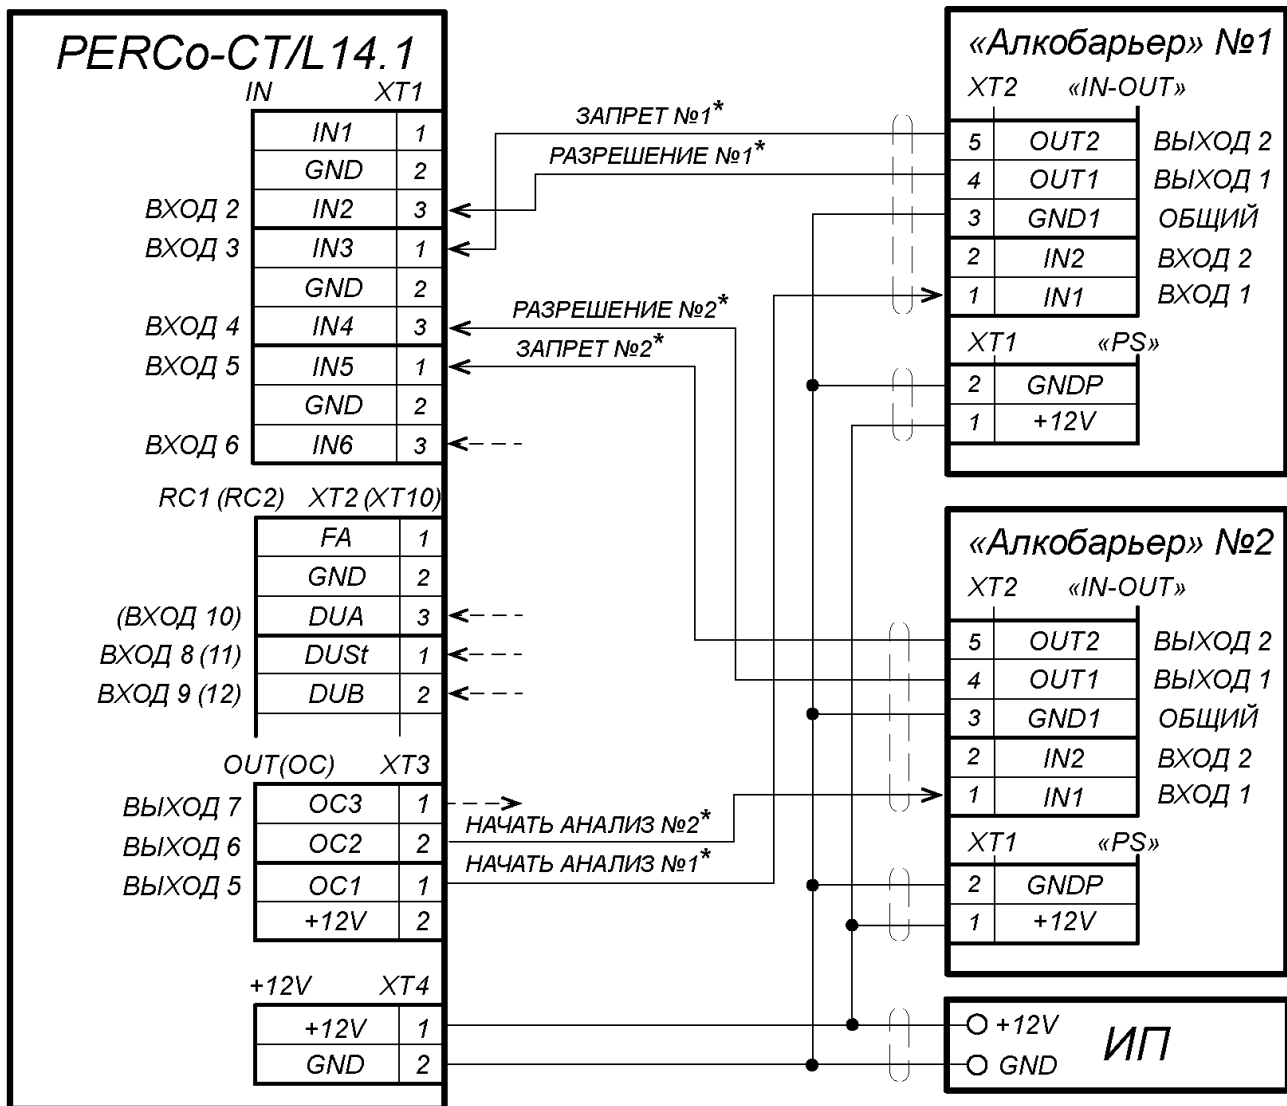 PERCo-CT/L14.1
IN XT1
IN1 1
GND 2
ВХОД 2 IN2 3
ВХОД 3 IN3 1
GND 2
ВХОД 4 IN4 3
ВХОД 5 IN5 1
GND 2
ВХОД 6 IN6 3
RC1 (RC2) XT2 (XT10)
FA 1
GND 2
(ВХОД 10) DUA 3
ВХОД 8 (11) DUSt 1
ВХОД 9 (12) DUB 2
OUT(OC) XT3
ВЫХОД 7 OC3 1
ВЫХОД 6 OC2 2
ВЫХОД 5 OC1 1
+12V 2
+12V XT4
+12V 1
GND 2
ЗАПРЕТ №1*
РАЗРЕШЕНИЕ №1*
РАЗРЕШЕНИЕ №2*
ЗАПРЕТ №2*
НАЧАТЬ АНАЛИЗ №2*
НАЧАТЬ АНАЛИЗ №1*
«Алкобарьер» №1
XT2 «IN-OUT»
5 OUT2 ВЫХОД 2
4 OUT1 ВЫХОД 1
3 GND1 ОБЩИЙ
2 IN2 ВХОД 2
1 IN1 ВХОД 1
XT1 «PS»
2 GNDP
1 +12V
«Алкобарьер» №2
XT2 «IN-OUT»
5 OUT2 ВЫХОД 2
4 OUT1 ВЫХОД 1
3 GND1 ОБЩИЙ
2 IN2 ВХОД 2
1 IN1 ВХОД 1
XT1 «PS»
2 GNDP
1 +12V
+12V
ИП
GND